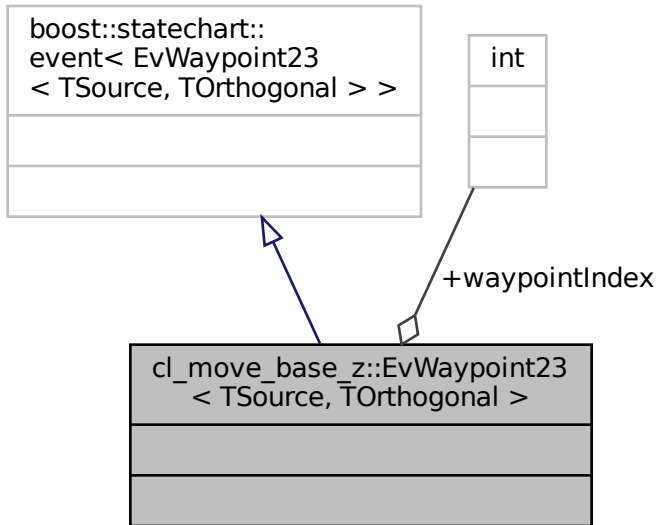 boost::statechart::
event< EvWaypoint23
< TSource, TOrthogonal > >
int
+waypointIndex
cl_move_base_z::EvWaypoint23
< TSource, TOrthogonal >